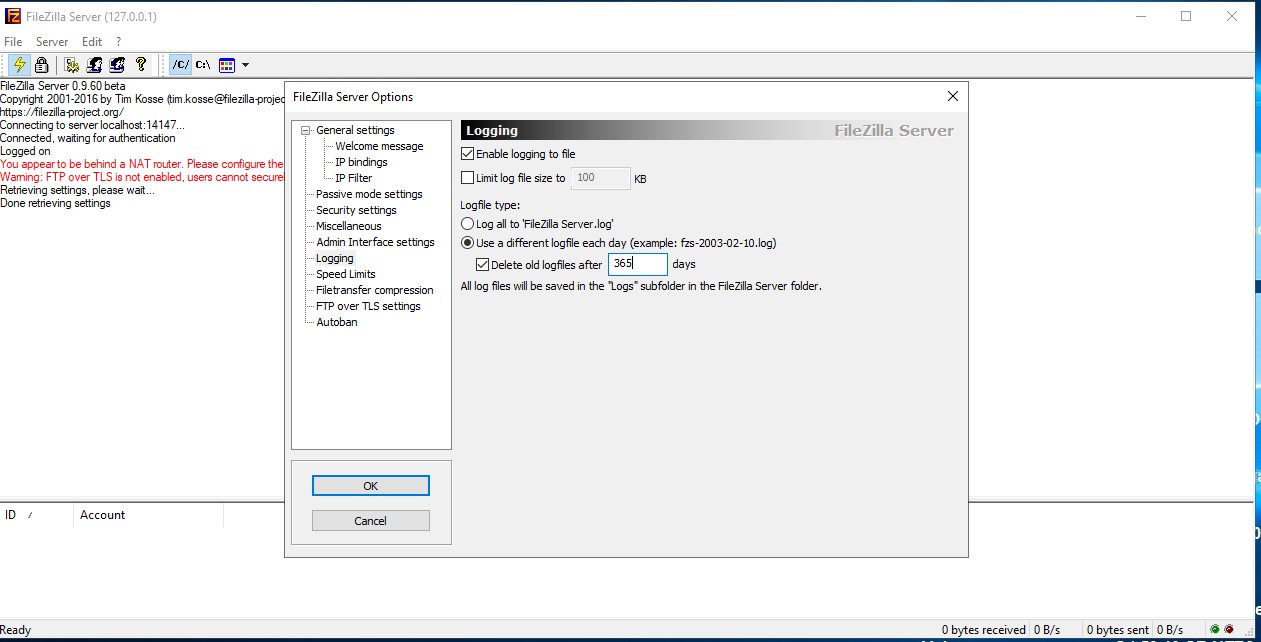 FileZilla Server (127.0.0.1)
File Server Edit ?
/C/ C:\
FileZilla Server 0.9.60 beta
Copyright 2001-2016 by Tim Kosse (tim.kosse@filezilla-projec
https://filezilla-project.org/
Connecting to server localhost:14147...
Connected, waiting for authentication
Logged on
You appear to be behind a NAT router. Please configure the
Warning: FTP over TLS is not enabled, users cannot securel
Retrieving settings, please wait...
Done retrieving settings
FileZilla Server Options
General settings
Welcome message
IP bindings
IP Filter
Passive mode settings
Security settings
Miscellaneous
Admin Interface settings
Logging
Speed Limits
Filetransfer compression
FTP over TLS settings
Autoban
OK
Cancel
Logging FileZilla Server
Enable logging to file
Limit log file size to 100 KB
Logfile type:
Log all to 'FileZilla Server.log'
Use a different logfile each day (example: fzs-2003-02-10.log)
Delete old logfiles after 365 days
All log files will be saved in the "Logs" subfolder in the FileZilla Server folder.
ID / Account
Ready 0 bytes received 0 B/s 0 bytes sent 0 B/s